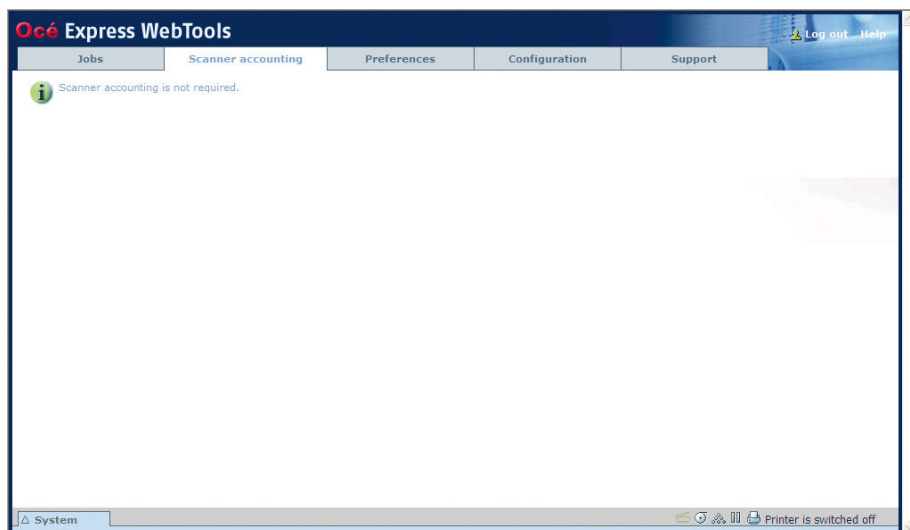 Océ Express WebTools
Log out Help
Jobs Scanner accounting Preferences Configuration Support
Scanner accounting is not required.
System Printer is switched off